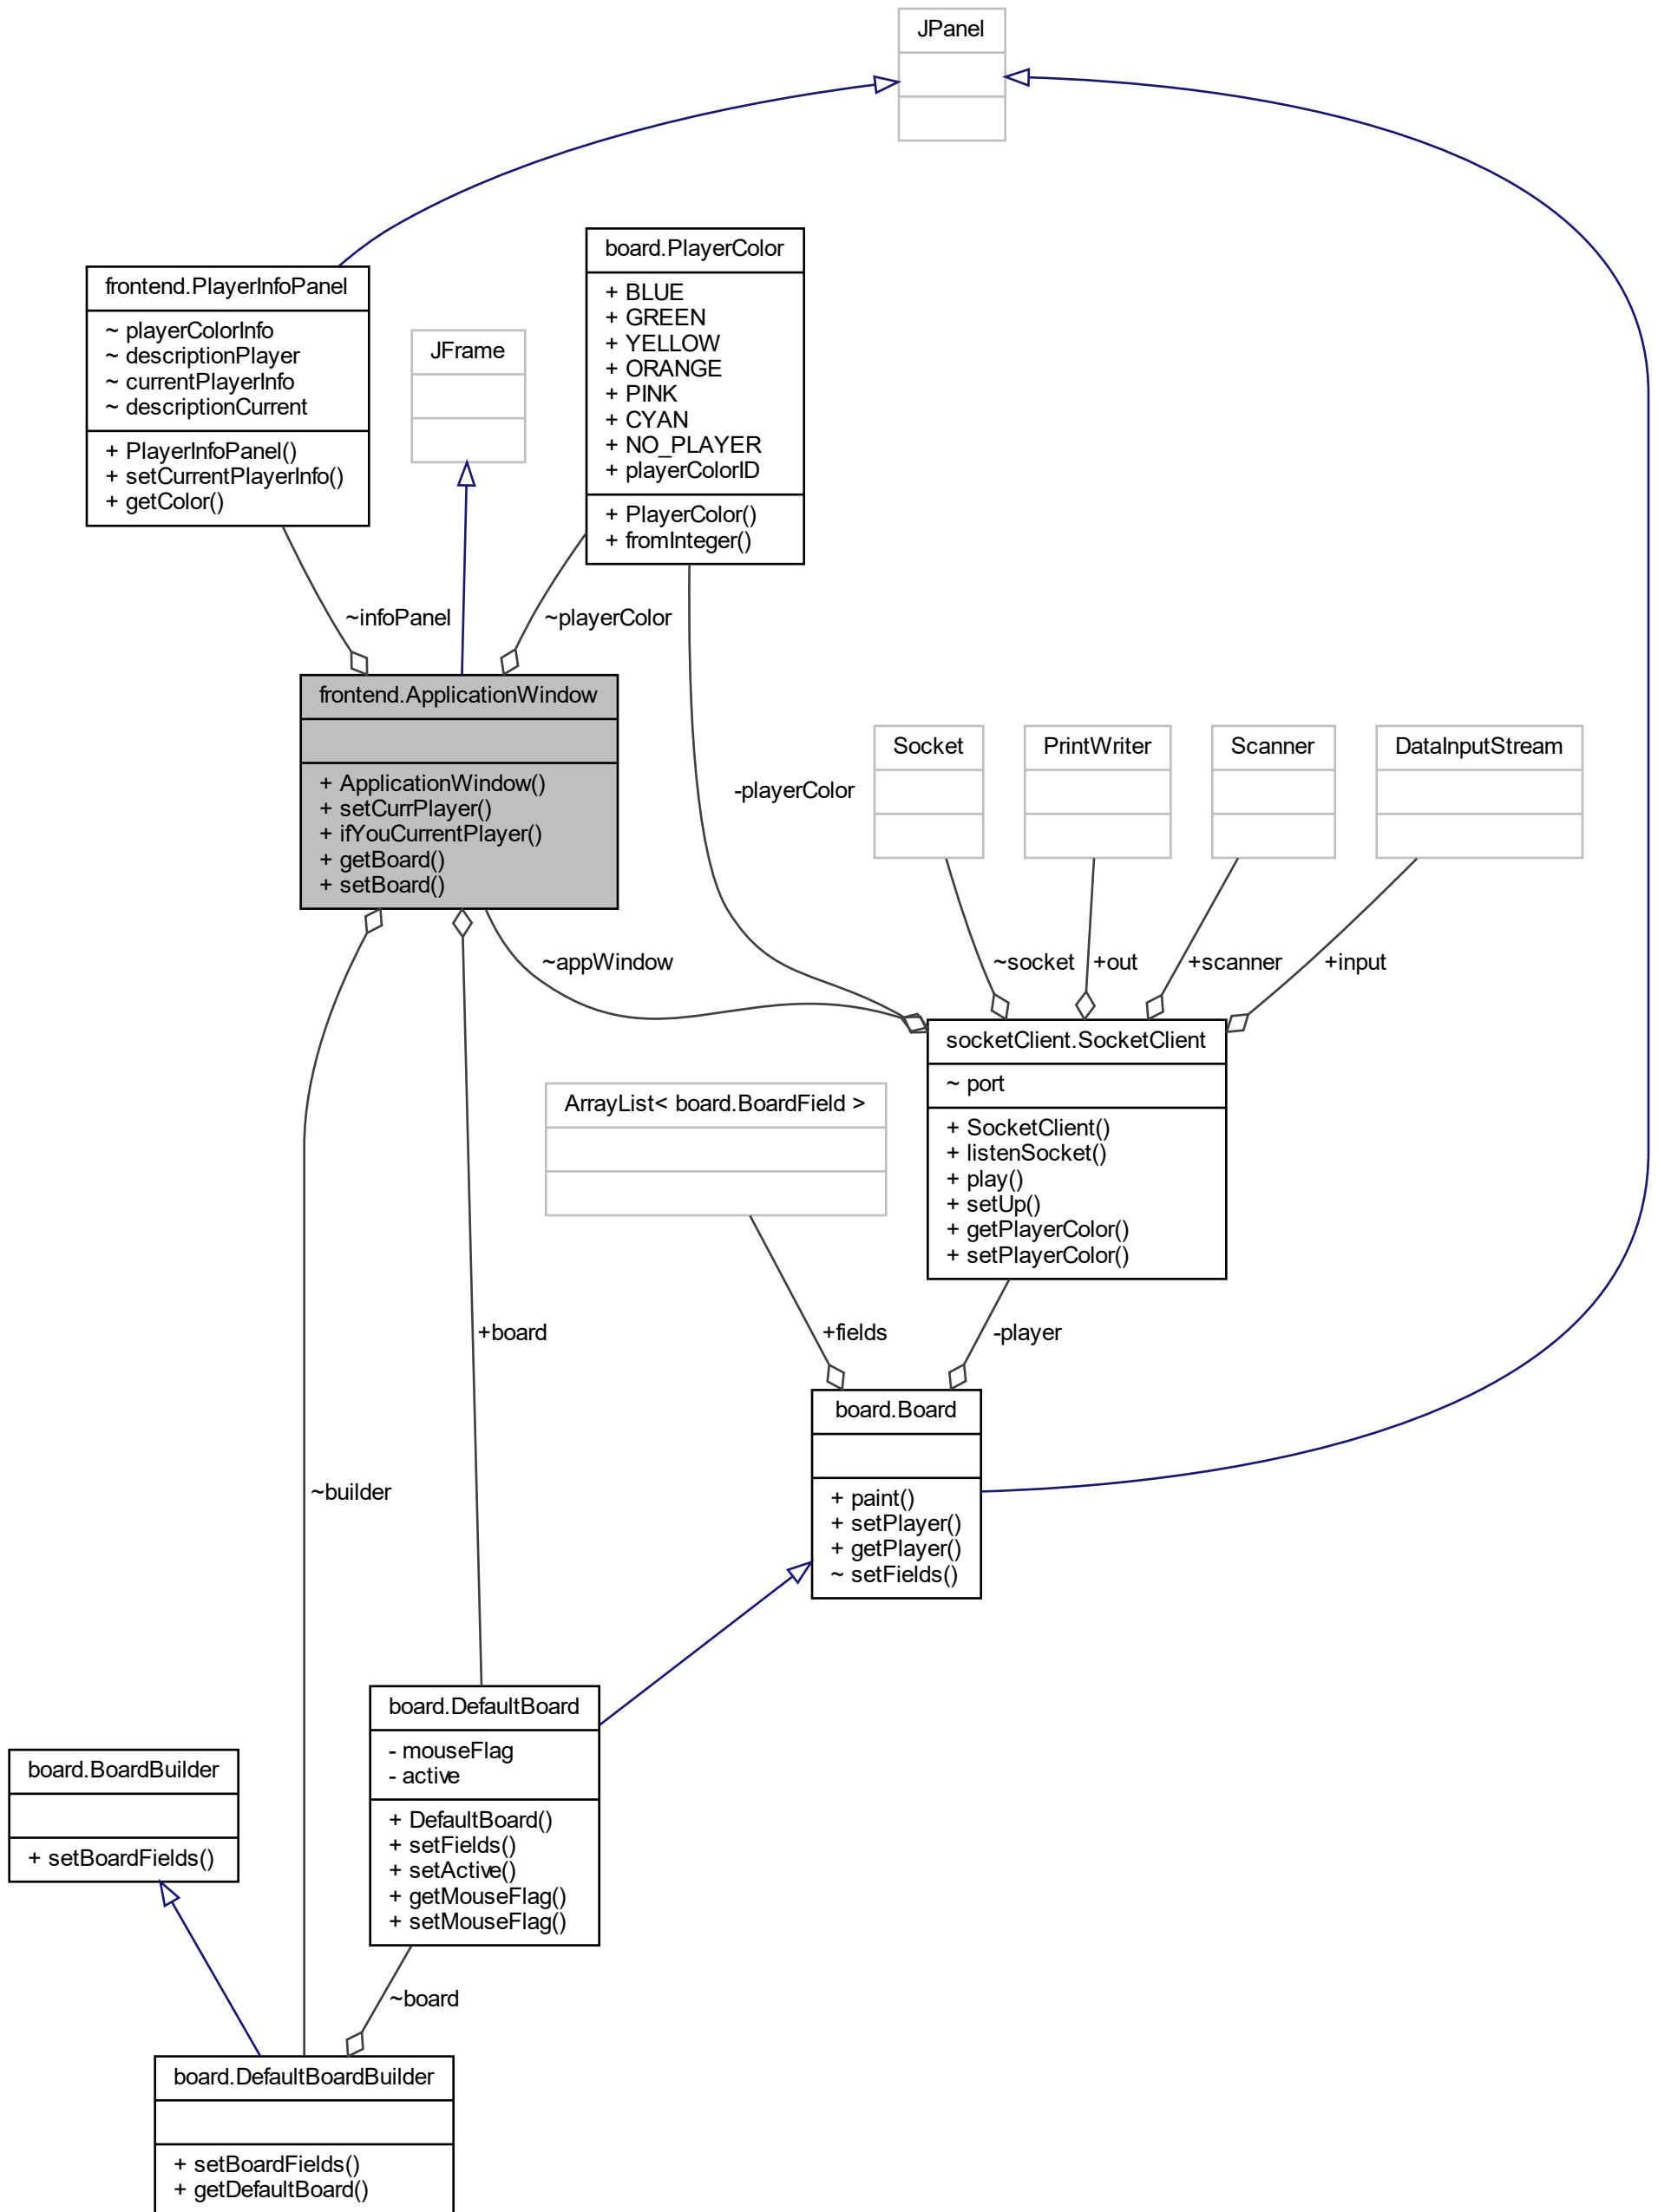 JPanel
board.PlayerColor
+ BLUE
+ GREEN
+ YELLOW
+ ORANGE
+ PINK
+ CYAN
+ NO_PLAYER
+ playerColorID
+ PlayerColor()
+ fromInteger()
frontend.PlayerInfoPanel
~ playerColorInfo
~ descriptionPlayer
~ currentPlayerInfo
~ descriptionCurrent
+ PlayerInfoPanel()
+ setCurrentPlayerInfo()
+ getColor()
JFrame
~infoPanel
~playerColor
frontend.ApplicationWindow
+ ApplicationWindow()
+ setCurrPlayer()
+ ifYouCurrentPlayer()
+ getBoard()
+ setBoard()
-playerColor
Socket
PrintWriter
Scanner
DataInputStream
~appWindow
~socket
+out
+scanner
+input
socketClient.SocketClient
~ port
+ SocketClient()
+ listenSocket()
+ play()
+ setUp()
+ getPlayerColor()
+ setPlayerColor()
ArrayList< board.BoardField >
+board
+fields
-player
board.Board
+ paint()
+ setPlayer()
+ getPlayer()
~ setFields()
~builder
board.DefaultBoard
- mouseFlag
- active
+ DefaultBoard()
+ setFields()
+ setActive()
+ getMouseFlag()
+ setMouseFlag()
board.BoardBuilder
+ setBoardFields()
~board
board.DefaultBoardBuilder
+ setBoardFields()
+ getDefaultBoard()